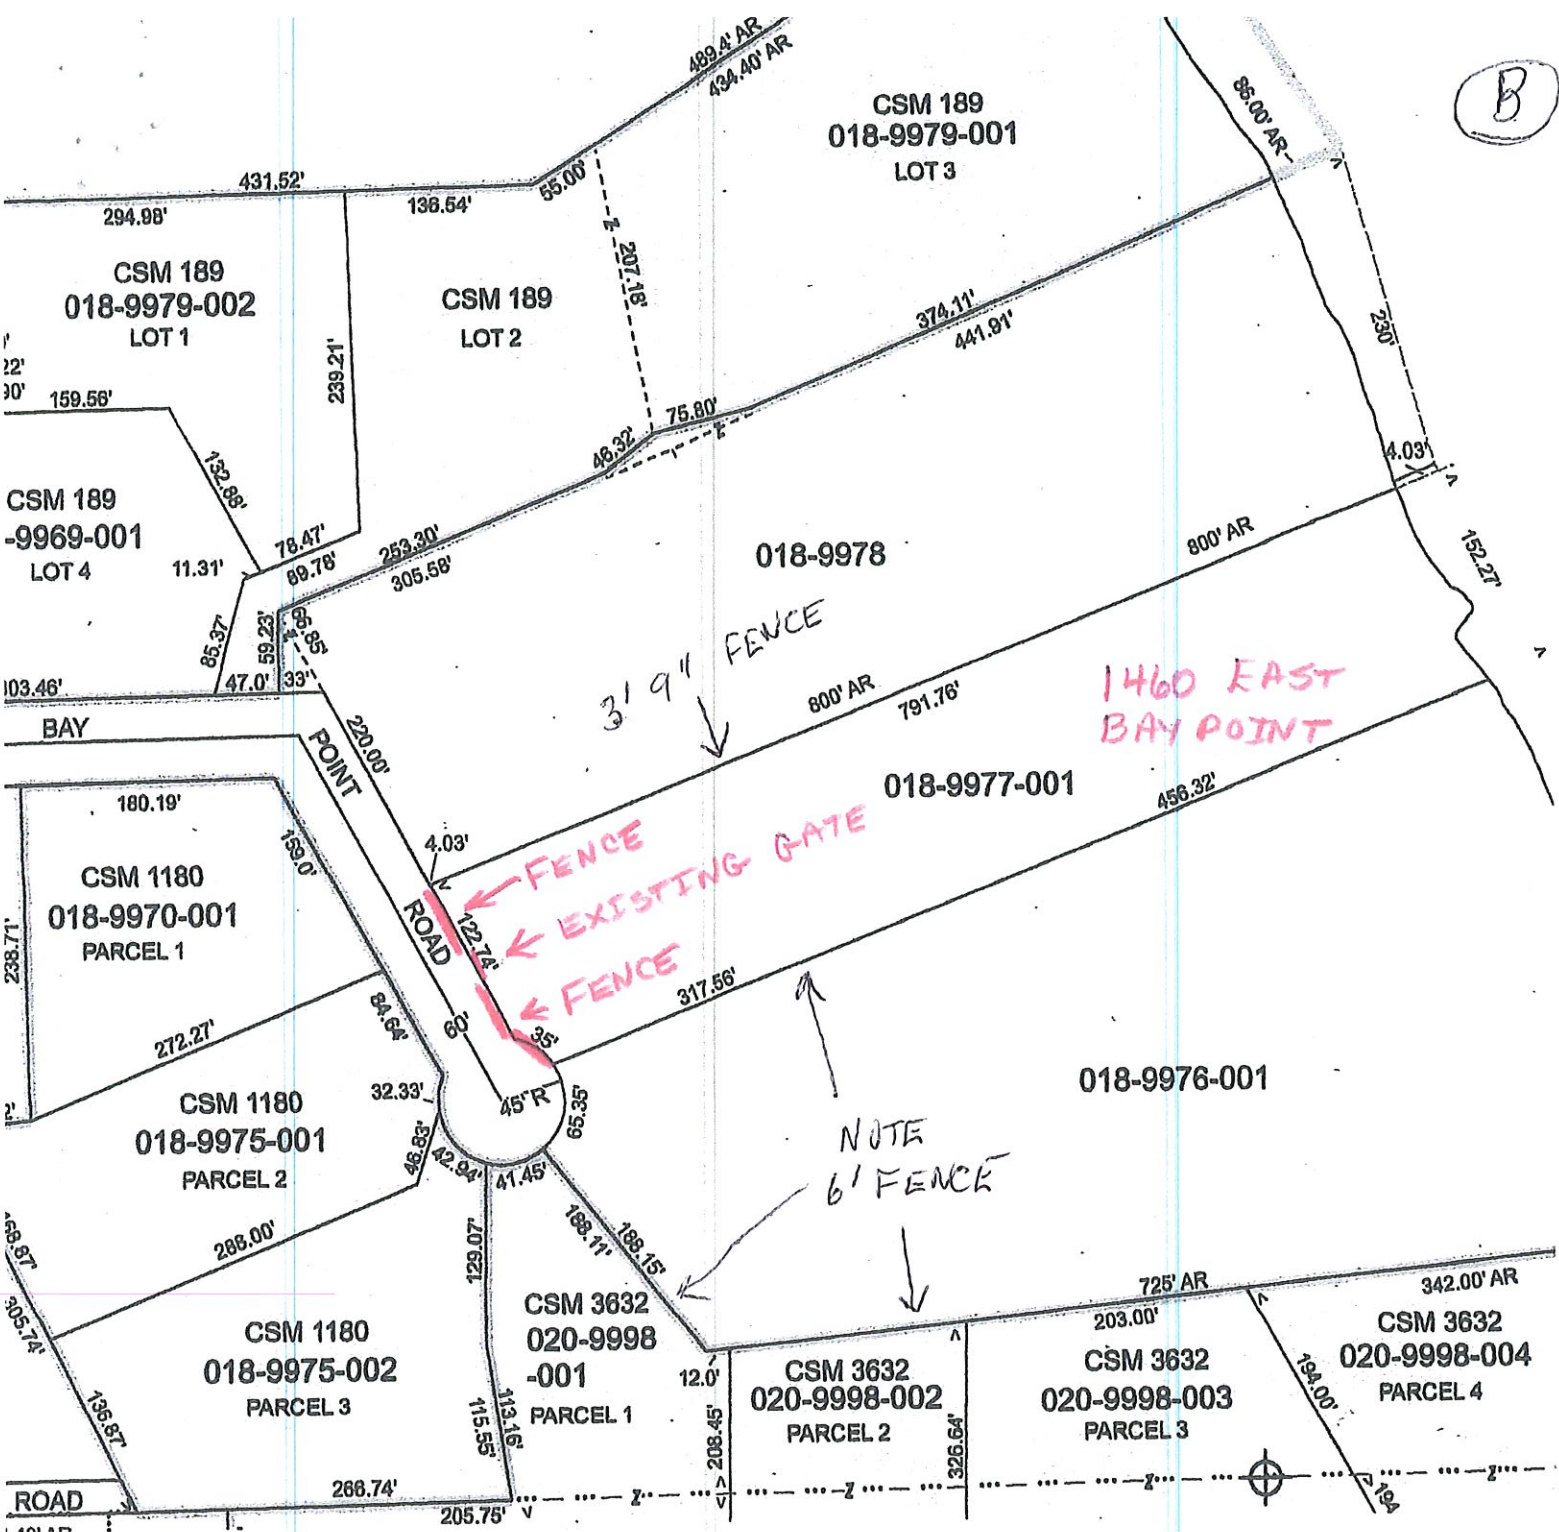 489.4' AR
434.40' AR
B
CSM 189
018-9979-001
LOT 3
86.00' AR
431.52'
294.98'
136.54'
55.00'
207.18'
CSM 189
018-9979-002
LOT 1
CSM 189
LOT 2
239.21'
374.11'
441.91'
230'
22'
90'
159.56'
75.80'
46.32'
132.88'
4.03'
CSM 189
-9969-001
LOT 4
78.47'
89.78'
11.31'
253.30'
305.58'
018-9978
800' AR
152.27'
85.37'
59.23'
66.85'
47.0'
33'
103.46'
3' 9" FENCE
800' AR
791.76'
1460 EAST
BAY POINT
BAY
POINT
ROAD
220.00'
018-9977-001
456.32'
180.19'
159.0'
4.03'
FENCE
EXISTING GATE
FENCE
122.74'
CSM 1180
018-9970-001
PARCEL 1
238.71'
317.56'
84.64'
60'
35'
272.27'
018-9976-001
32.33'
45' R
65.35'
CSM 1180
018-9975-001
PARCEL 2
46.83'
42.94'
41.45'
NOTE
6' FENCE
288.00'
129.07'
188.11'
188.15'
305.74'
725' AR
203.00'
342.00' AR
CSM 1180
018-9975-002
PARCEL 3
CSM 3632
020-9998
-001
PARCEL 1
12.0'
CSM 3632
020-9998-002
PARCEL 2
CSM 3632
020-9998-003
PARCEL 3
CSM 3632
020-9998-004
PARCEL 4
194.00'
136.87'
115.55'
113.16'
208.45'
326.64'
194
266.74'
205.75'
ROAD